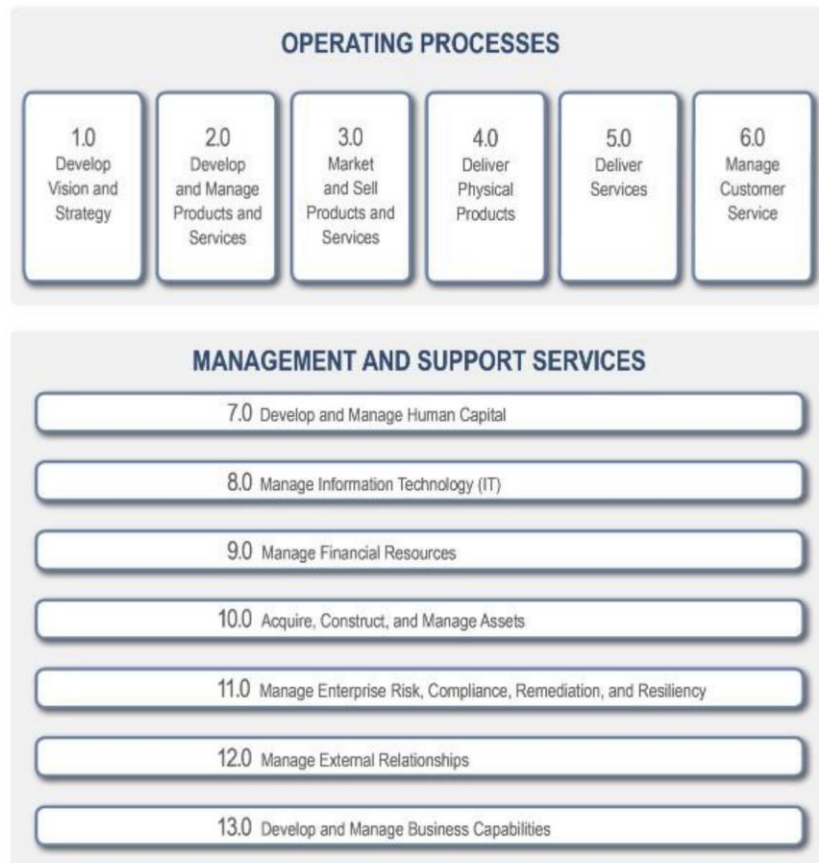 OPERATING PROCESSES
1.0
Develop
Vision and
Strategy
2.0
Develop
and Manage
Products and
Services
3.0
Market
and Sell
Products and
Services
4.0
Deliver
Physical
Products
5.0
Deliver
Services
6.0
Manage
Customer
Service
MANAGEMENT AND SUPPORT SERVICES
7.0 Develop and Manage Human Capital
8.0 Manage Information Technology (IT)
9.0 Manage Financial Resources
10.0 Acquire, Construct, and Manage Assets
11.0 Manage Enterprise Risk, Compliance, Remediation, and Resiliency
12.0 Manage External Relationships
13.0 Develop and Manage Business Capabilities